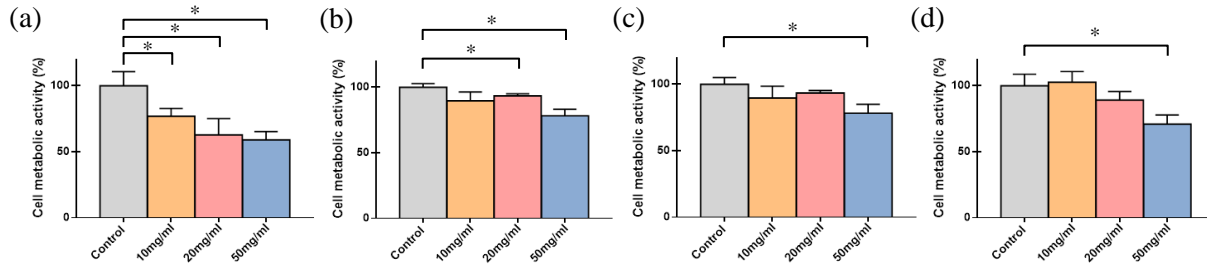 (a)
*
*
*
Cell metabolic activity (%)
100
50
0
Control
10mg/ml
20mg/ml
50mg/ml
(b)
*
*
Cell metabolic activity (%)
100
50
0
Control
10mg/ml
20mg/ml
50mg/ml
(c)
*
Cell metabolic activity (%)
100
50
0
Control
10mg/ml
20mg/ml
50mg/ml
(d)
*
Cell metabolic activity (%)
100
50
0
Control
10mg/ml
20mg/ml
50mg/ml